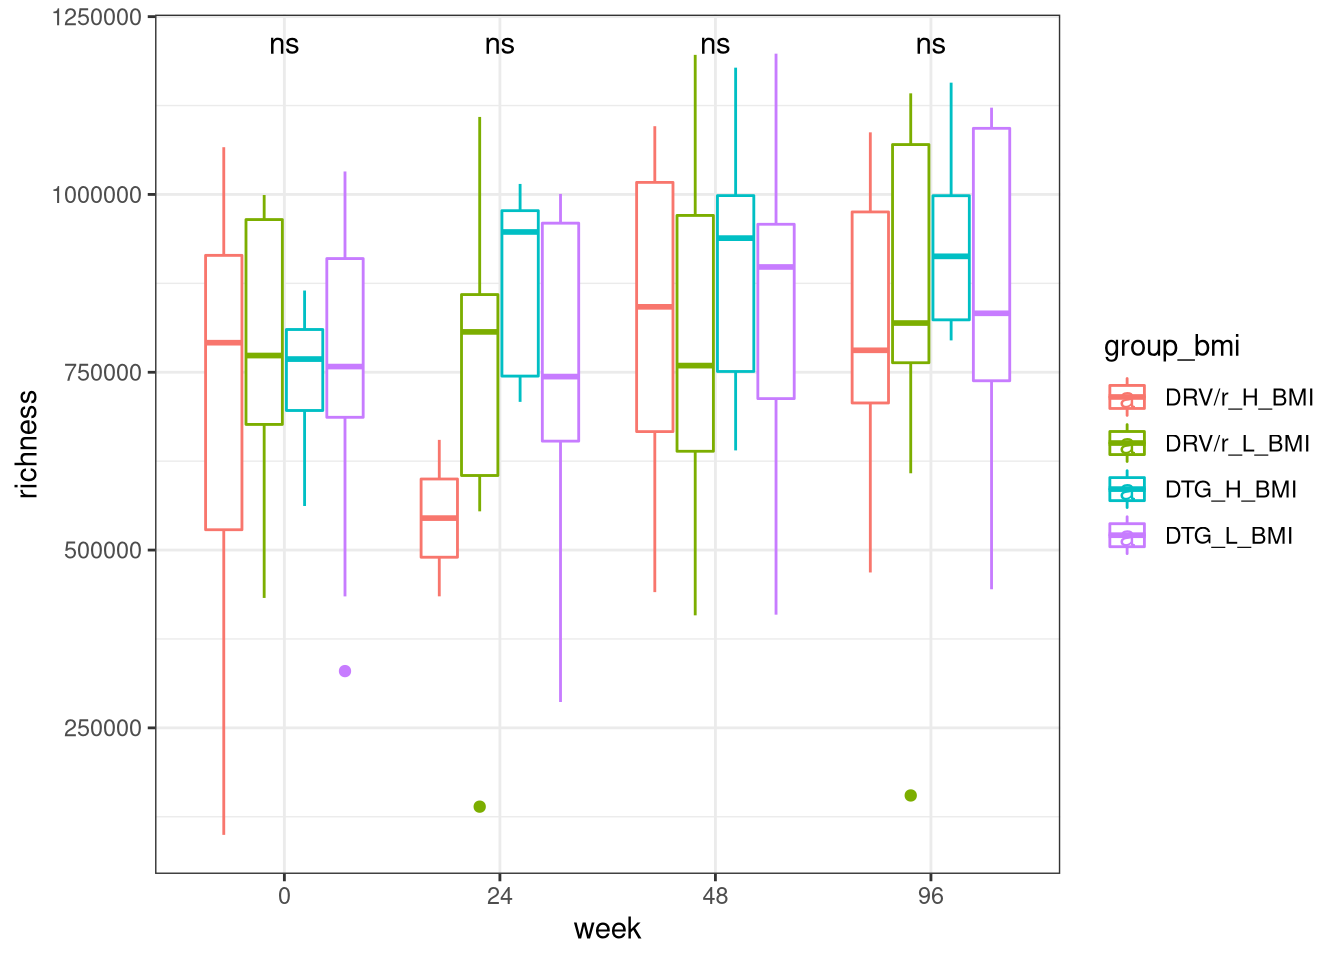 1250000
1000000
750000
500000
250000
richness
ns ns ns ns
0 24 48 96
week
group_bmi
a DRV/r_H_BMI
a DRV/r_L_BMI
a DTG_H_BMI
a DTG_L_BMI